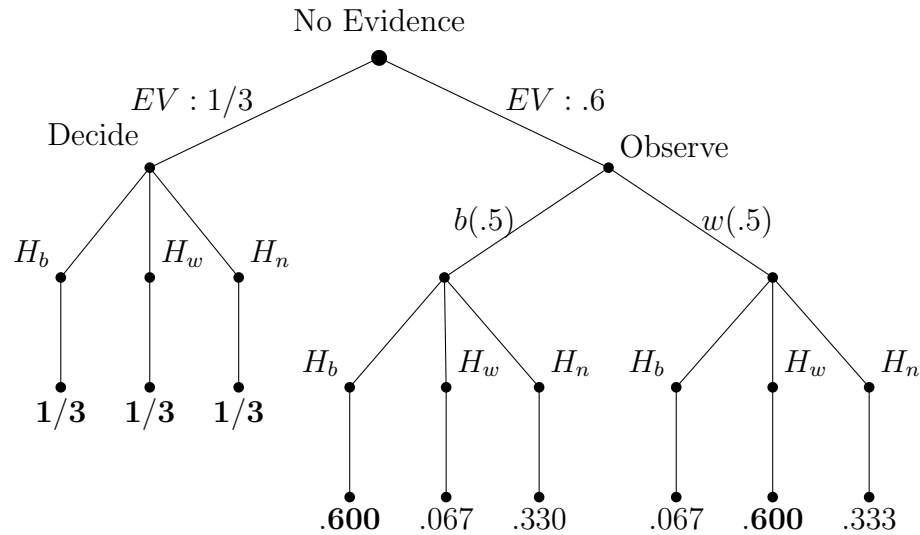 No Evidence
EV : 1/3
EV : .6
Decide
Observe
b(.5)
w(.5)
H_b H_w H_n
H_b H_w H_n H_b H_w H_n
1/3 1/3 1/3
.600 .067 .330 .067 .600 .333